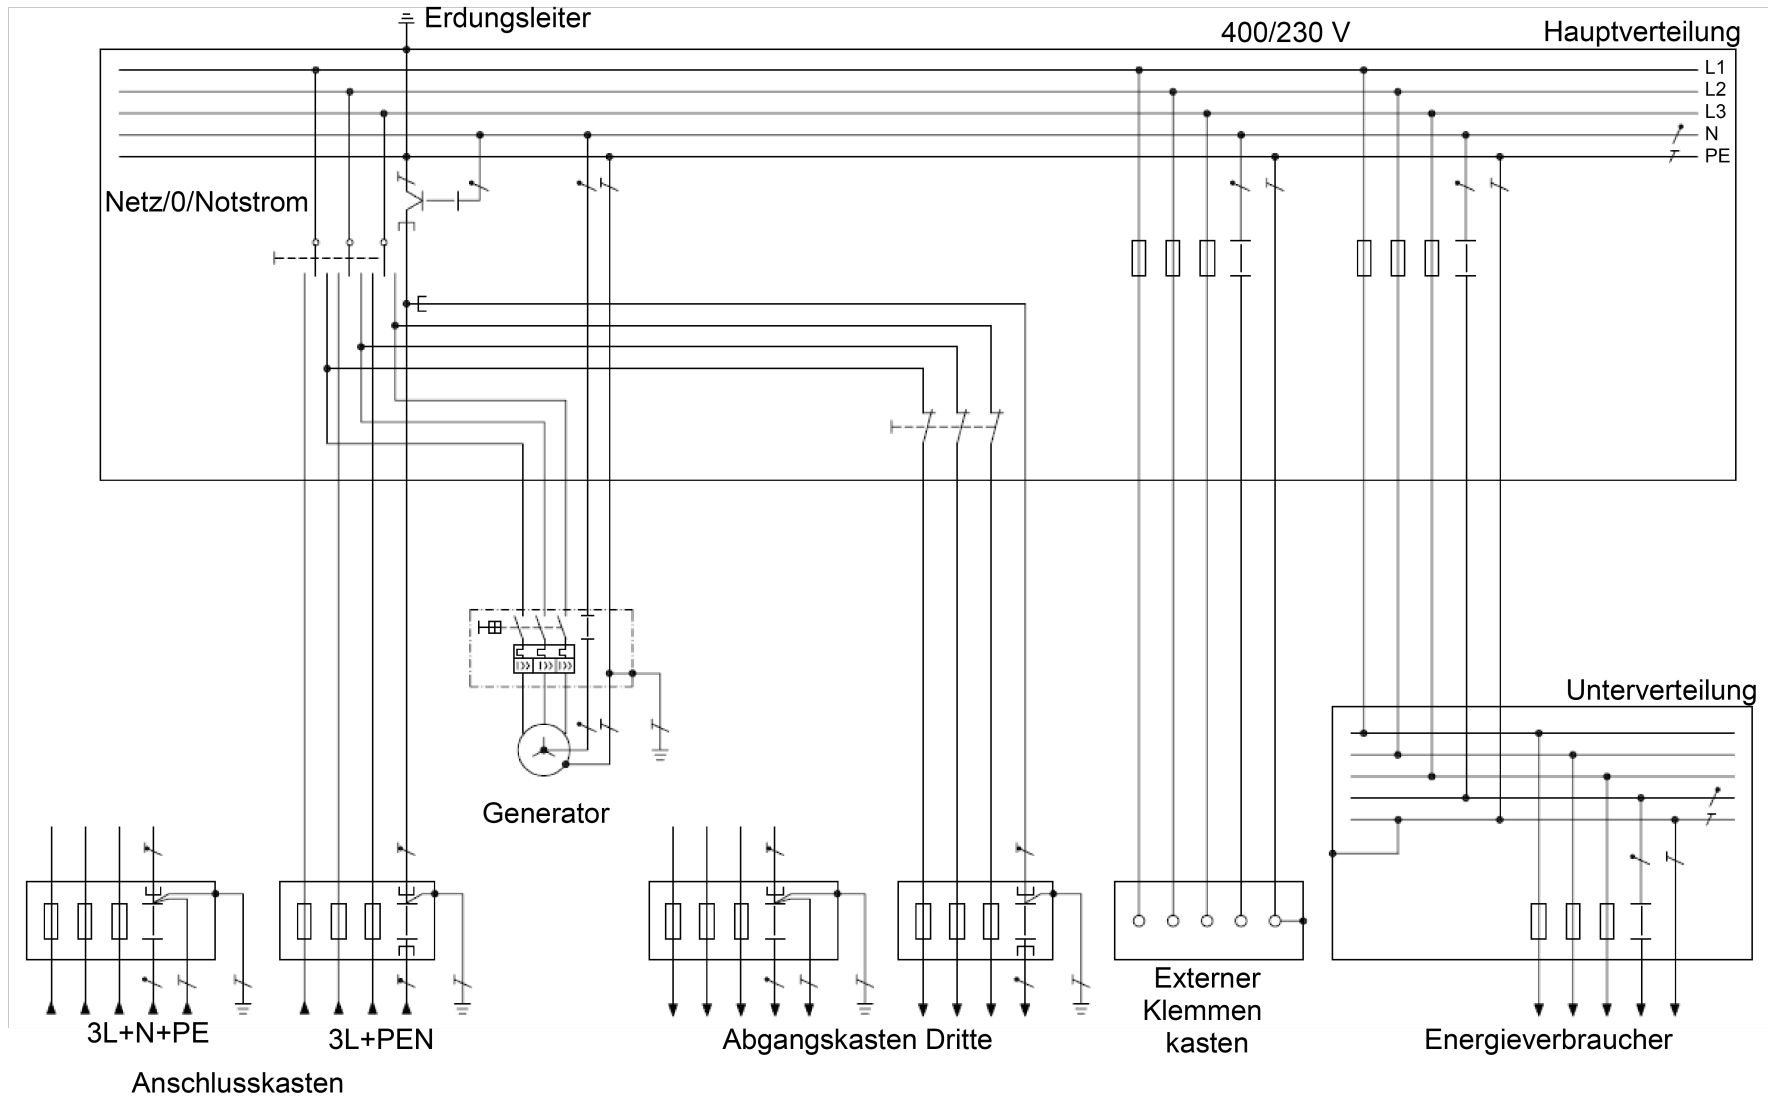 Erdungsleiter
400/230 V
Hauptverteilung
L1
L2
L3
N
PE
Netz/0/Notstrom
Unterverteilung
Generator
3L+N+PE
3L+PEN
Anschlusskasten
Abgangskasten Dritte
Externer
Klemmen
kasten
Energieverbraucher